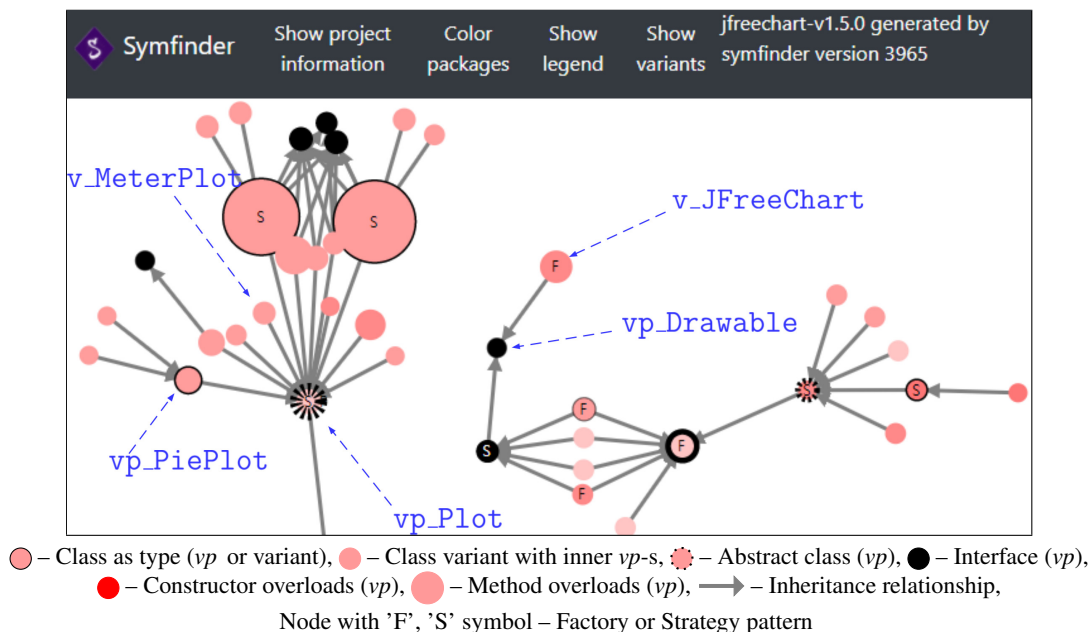 Symfinder
Show project information
Color packages
Show legend
Show variants
jfreechart-v1.5.0 generated by symfinder version 3965
v_MeterPlot
S
S
v_JFreeChart
F
vp_Drawable
S
S
F
S
F
F
S
vp_PiePlot
vp_Plot
– Class as type (vp or variant), – Class variant with inner vp-s, – Abstract class (vp), – Interface (vp),
– Constructor overloads (vp), – Method overloads (vp), – Inheritance relationship,
Node with ’F’, ’S’ symbol – Factory or Strategy pattern